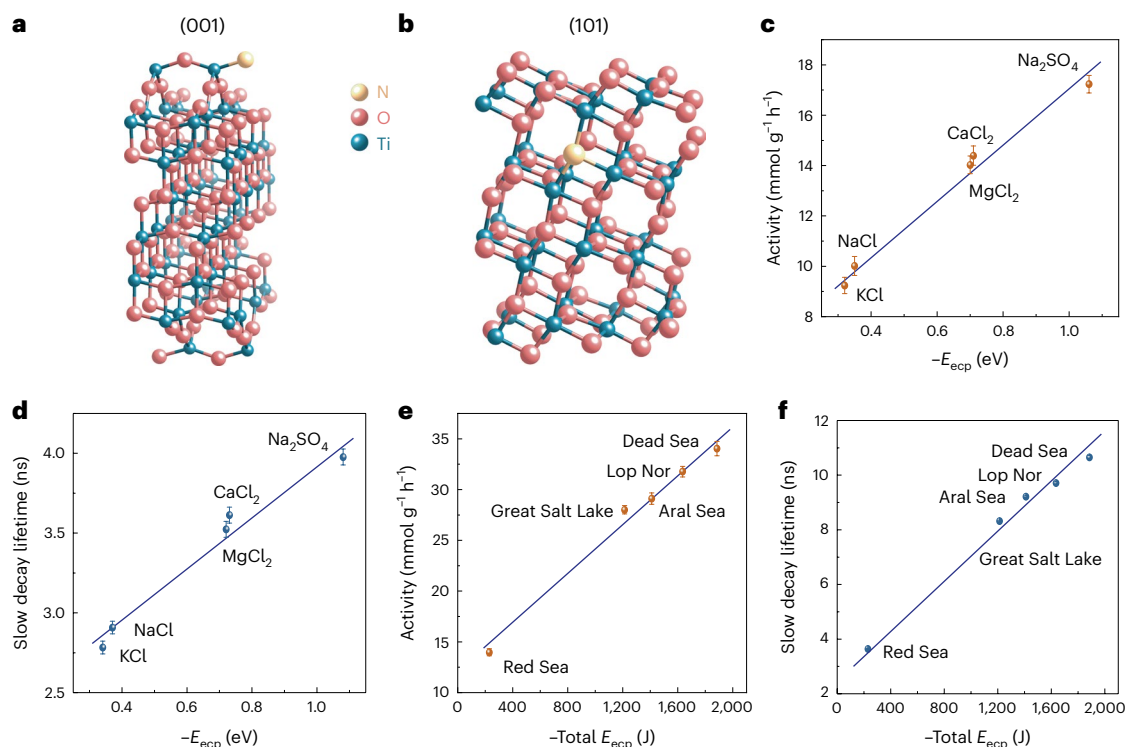 a
(001)
N
O
Ti
b
(101)
c
Activity (mmol g⁻¹ h⁻¹)
18
16
14
12
10
8
Na₂SO₄
CaCl₂
MgCl₂
NaCl
KCl
0.4 0.6 0.8 1.0
–E_ecp (eV)
d
Slow decay lifetime (ns)
4.0
3.5
3.0
2.5
Na₂SO₄
CaCl₂
MgCl₂
NaCl
KCl
0.4 0.6 0.8 1.0
–E_ecp (eV)
e
Activity (mmol g⁻¹ h⁻¹)
35
30
25
20
15
10
Dead Sea
Lop Nor
Great Salt Lake
Aral Sea
Red Sea
0 400 800 1,200 1,600 2,000
–Total E_ecp (J)
f
Slow decay lifetime (ns)
12
10
8
6
4
2
Dead Sea
Lop Nor
Aral Sea
Great Salt Lake
Red Sea
0 400 800 1,200 1,600 2,000
–Total E_ecp (J)